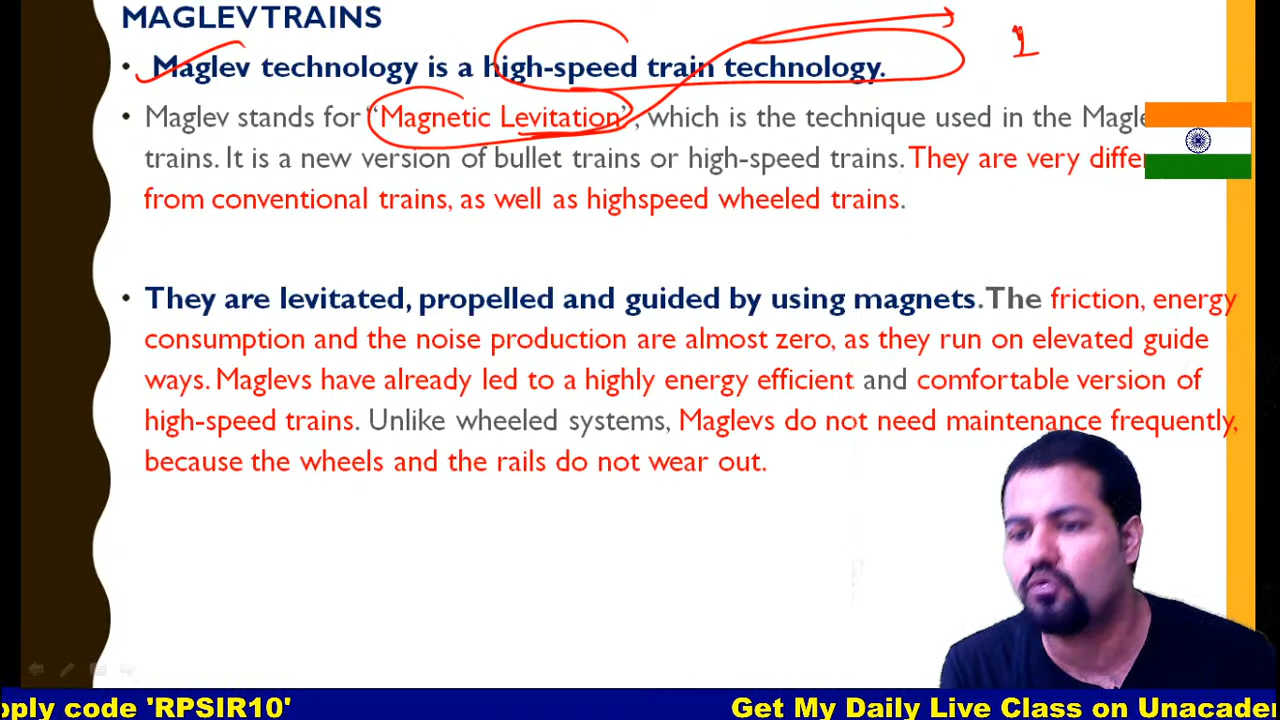 MAGLEVTRAINS
• Maglev technology is a high-speed train technology.
1
• Maglev stands for “Magnetic Levitation”, which is the technique used in the Magle
trains. It is a new version of bullet trains or high-speed trains. They are very differ
from conventional trains, as well as highspeed wheeled trains.
• They are levitated, propelled and guided by using magnets. The friction, energy
consumption and the noise production are almost zero, as they run on elevated guide
ways. Maglevs have already led to a highly energy efficient and comfortable version of
high-speed trains. Unlike wheeled systems, Maglevs do not need maintenance frequently,
because the wheels and the rails do not wear out.
pply code 'RPSIR10' Get My Daily Live Class on Unacader